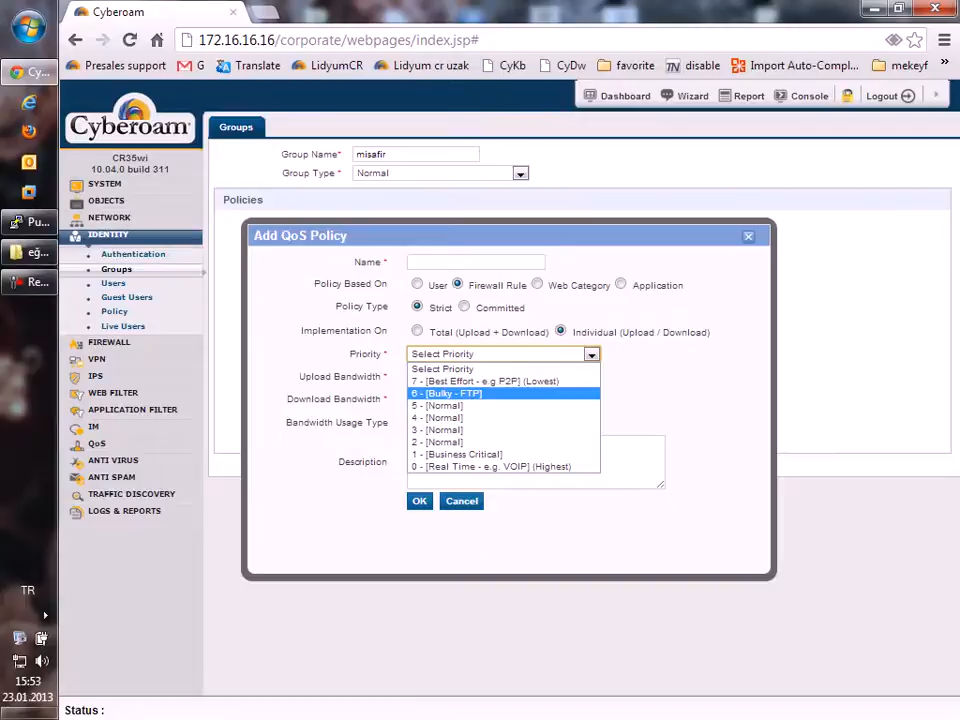 Cyberoam
172.16.16.16/corporate/webpages/index.jsp#
Presales support
G
Translate
LidyumCR
Lidyum cr uzak
CyKb
CyDw
favorite
disable
Import Auto-Compl...
mekeyf
Cy...
Pu...
eğ...
Re...
TR
15:53
23.01.2013
Cyberoam
Dashboard
Wizard
Report
Console
Logout
CR35wi
10.04.0 build 311
SYSTEM
OBJECTS
NETWORK
IDENTITY
Authentication
Groups
Users
Guest Users
Policy
Live Users
FIREWALL
VPN
IPS
WEB FILTER
APPLICATION FILTER
IM
QoS
ANTI VIRUS
ANTI SPAM
TRAFFIC DISCOVERY
LOGS & REPORTS
Groups
Group Name* misafir
Group Type * Normal
Policies
Add QoS Policy
Name *
Policy Based On User Firewall Rule Web Category Application
Policy Type Strict Committed
Implementation On Total (Upload + Download) Individual (Upload / Download)
Priority * Select Priority
Select Priority
7 - [Best Effort - e.g P2P] (Lowest)
6 - [Bulky - FTP]
5 - [Normal]
4 - [Normal]
3 - [Normal]
2 - [Normal]
1 - [Business Critical]
0 - [Real Time - e.g. VOIP] (Highest)
Upload Bandwidth *
Download Bandwidth *
Bandwidth Usage Type
Description
OK Cancel
Status :